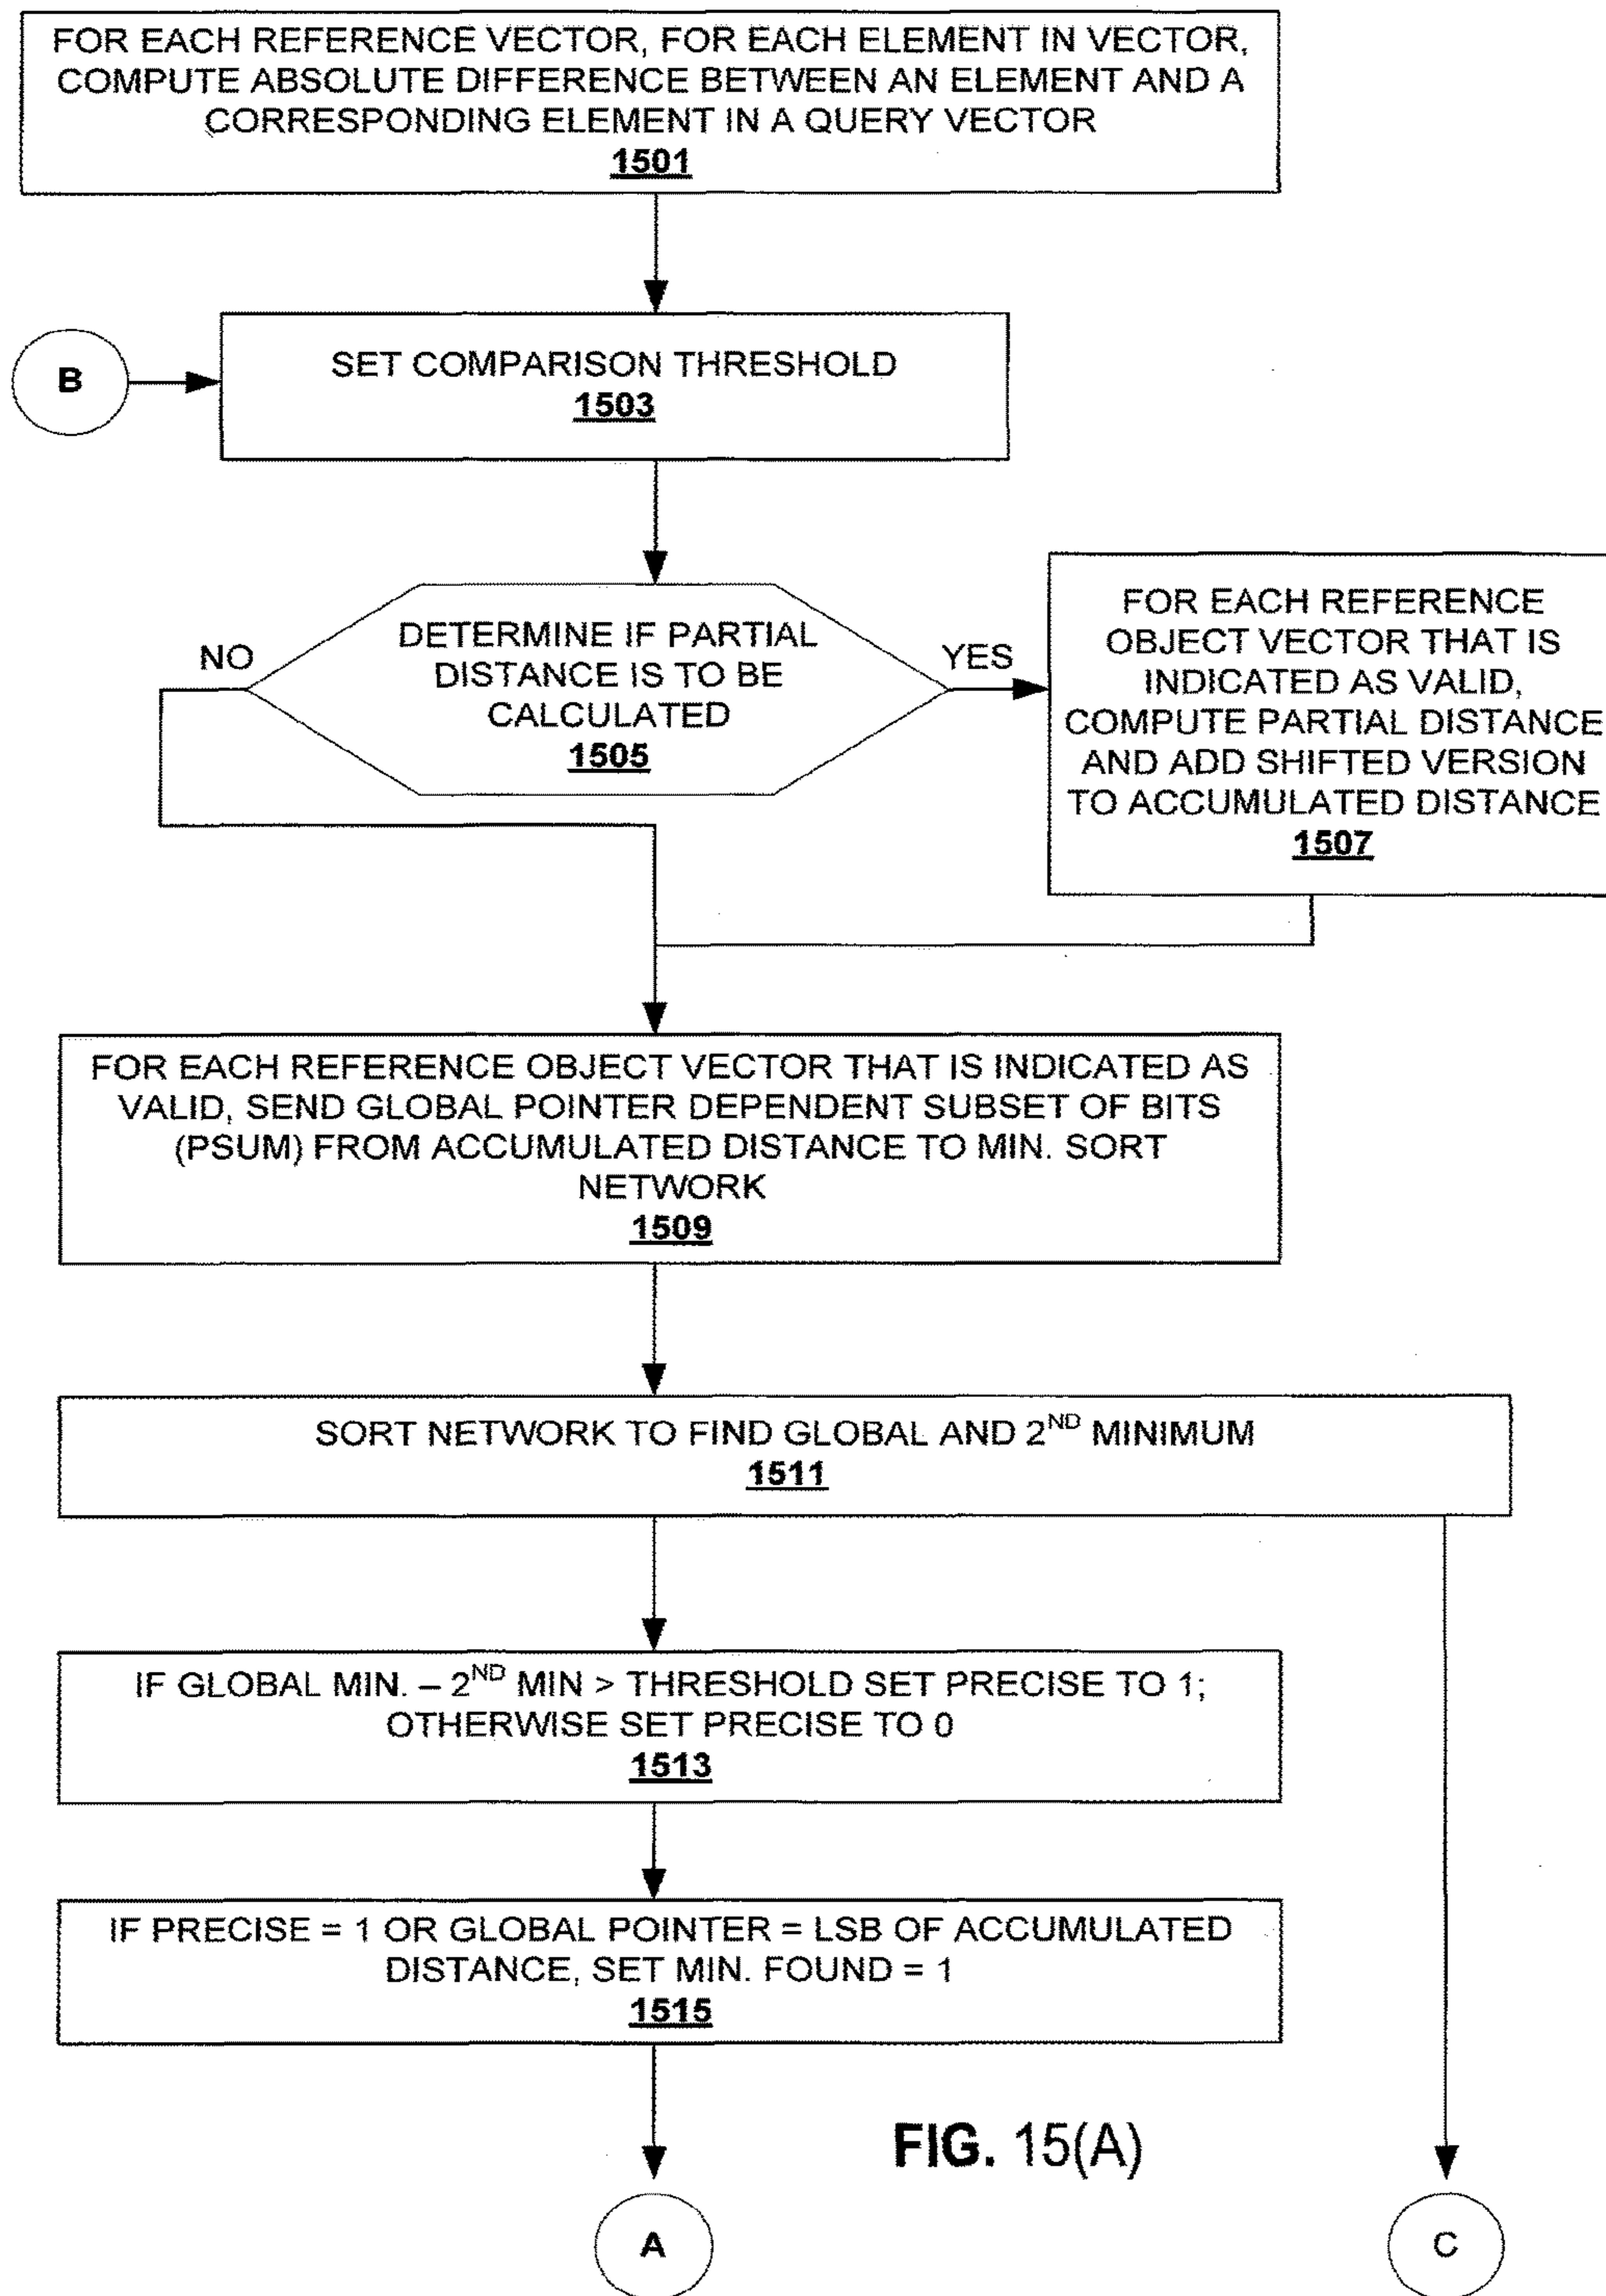 FOR EACH REFERENCE VECTOR, FOR EACH ELEMENT IN VECTOR,
COMPUTE ABSOLUTE DIFFERENCE BETWEEN AN ELEMENT AND A
CORRESPONDING ELEMENT IN A QUERY VECTOR
1501
B
SET COMPARISON THRESHOLD
1503
NO
DETERMINE IF PARTIAL
DISTANCE IS TO BE
CALCULATED
1505
YES
FOR EACH REFERENCE
OBJECT VECTOR THAT IS
INDICATED AS VALID,
COMPUTE PARTIAL DISTANCE
AND ADD SHIFTED VERSION
TO ACCUMULATED DISTANCE
1507
FOR EACH REFERENCE OBJECT VECTOR THAT IS INDICATED AS
VALID, SEND GLOBAL POINTER DEPENDENT SUBSET OF BITS
(PSUM) FROM ACCUMULATED DISTANCE TO MIN. SORT
NETWORK
1509
SORT NETWORK TO FIND GLOBAL AND 2ND MINIMUM
1511
IF GLOBAL MIN. – 2ND MIN > THRESHOLD SET PRECISE TO 1;
OTHERWISE SET PRECISE TO 0
1513
IF PRECISE = 1 OR GLOBAL POINTER = LSB OF ACCUMULATED
DISTANCE, SET MIN. FOUND = 1
1515
FIG. 15(A)
A
C